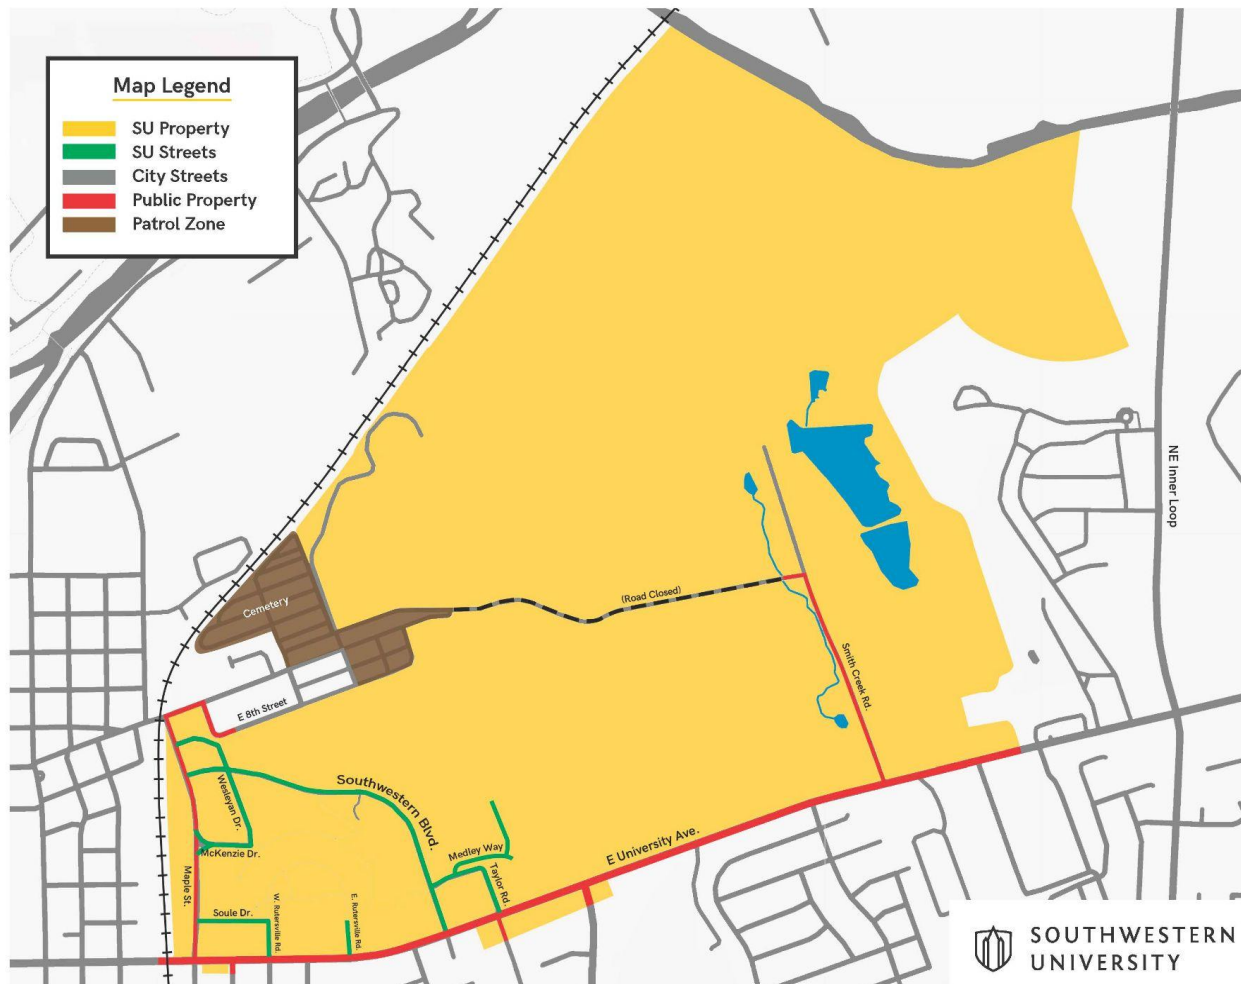 Map Legend
SU Property
SU Streets
City Streets
Public Property
Patrol Zone
NE Inner Loop
Cemetery
(Road Closed)
Smith Creek Rd.
E 8th Street
Southwestern Blvd.
Wesleyan Dr.
McKenzie Dr.
Medley Way
Taylor Rd.
E University Ave.
Maple St.
Soule Dr.
W. Rutersville Rd.
E. Rutersville Rd.
SOUTHWESTERN
UNIVERSITY